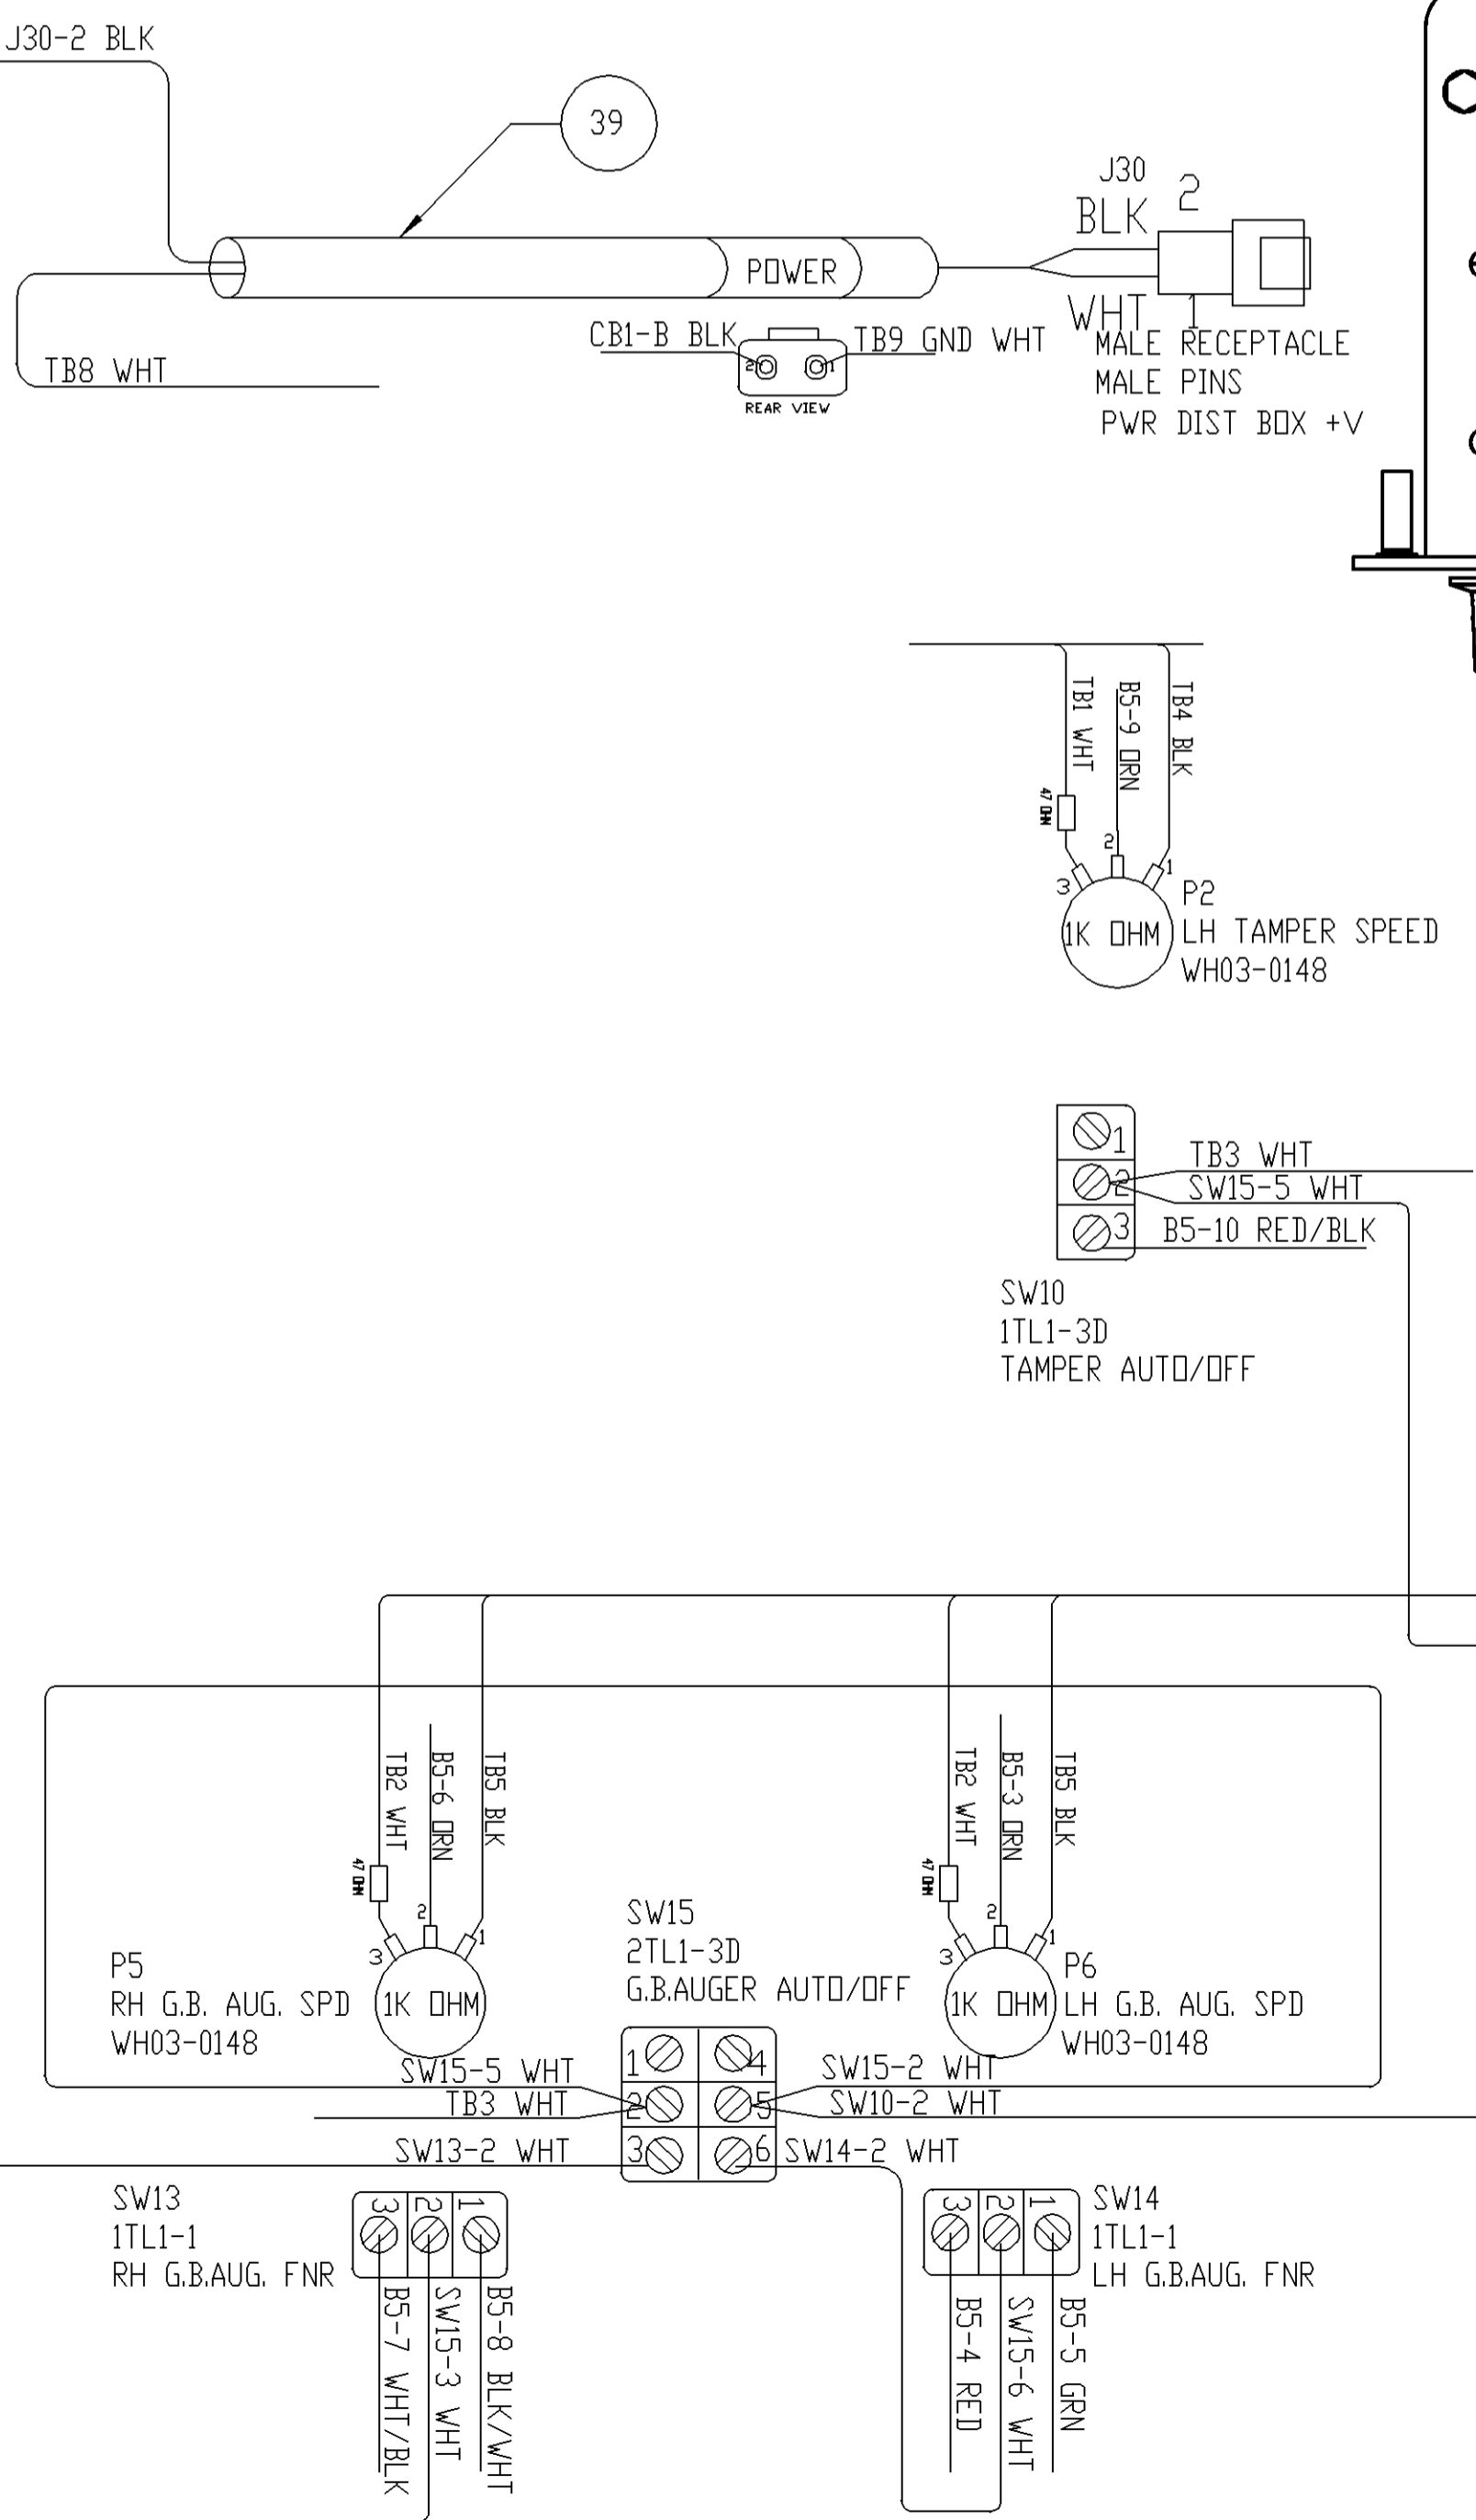 J30-2 BLK
39
J30
BLK 2
POWER
WHT 1
CB1-B BLK
TB9 GND WHT
MALE RECEPTACLE
TB8 WHT
2 1
MALE PINS
REAR VIEW
PWR DIST BOX +V
TB1 WHT
B5-9 ORN
TB4 BLK
47 OHM
2
1
3
P2
1K OHM
LH TAMPER SPEED
WH03-0148
1
2
3
TB3 WHT
SW15-5 WHT
B5-10 RED/BLK
SW10
1TL1-3D
TAMPER AUTO/OFF
TB2 WHT
B5-6 ORN
TB5 BLK
47 OHM
2
1
3
P5
RH G.B. AUG. SPD
WH03-0148
1K OHM
SW15
2TL1-3D
G.B.AUGER AUTO/OFF
TB2 WHT
B5-3 ORN
TB5 BLK
47 OHM
2
1
3
P6
1K OHM
LH G.B. AUG. SPD
WH03-0148
SW15-5 WHT
TB3 WHT
SW13-2 WHT
1 4
2 5
3 6
SW15-2 WHT
SW10-2 WHT
SW14-2 WHT
SW13
1TL1-1
RH G.B.AUG. FNR
3 2 1
B5-7 WHT/BLK
SW15-3 WHT
B5-8 BLK/WHT
3 2 1
SW14
1TL1-1
LH G.B.AUG. FNR
B5-4 RED
SW15-6 WHT
B5-5 GRN